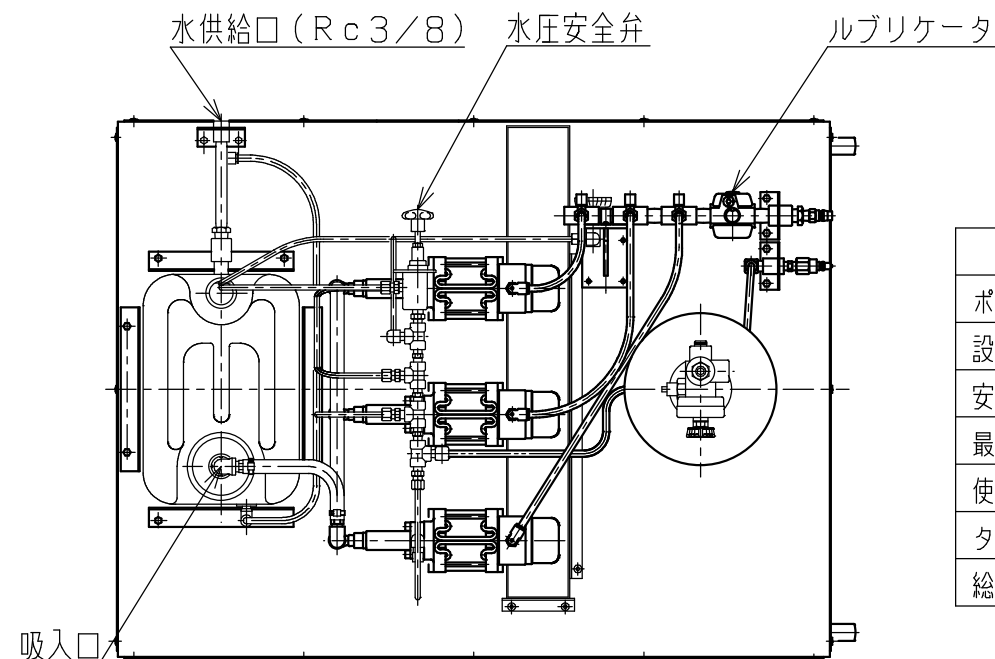 水供給口(Rc3/8)
水圧安全弁
ルブリケータ
ポ
設
安
最
使
タ
総
吸入口